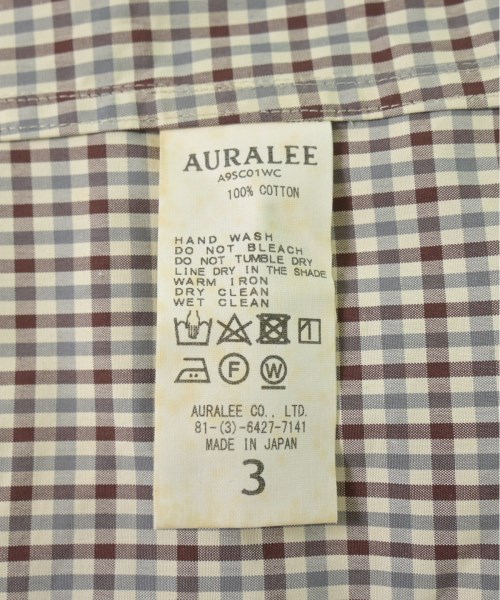 AURALEE
A9SC01WC
100% COTTON
HAND WASH
DO NOT BLEACH
DO NOT TUMBLE DRY
LINE DRY IN THE SHADE
WARM IRON
DRY CLEAN
WET CLEAN
F W
AURALEE CO., LTD.
81-(3)-6427-7141
MADE IN JAPAN
3